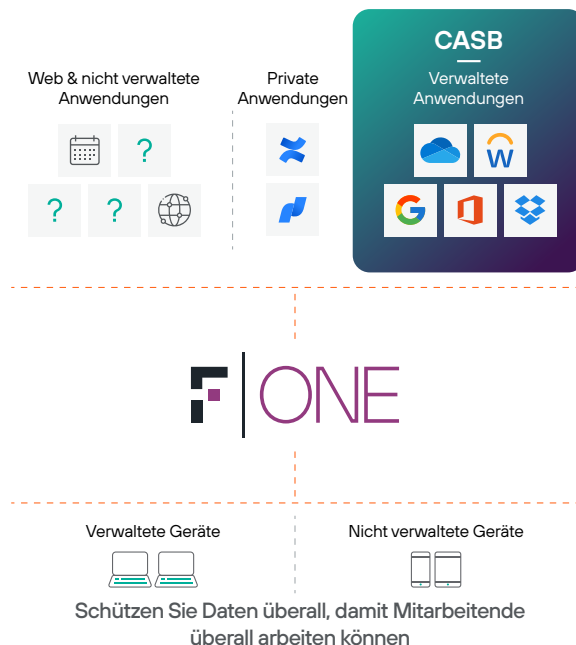 CASB
Web & nicht verwaltete
Anwendungen
Private
Anwendungen
Verwaltete
Anwendungen
?
W
? ?
G
F ONE
Verwaltete Geräte
Nicht verwaltete Geräte
Schützen Sie Daten überall, damit Mitarbeitende
überall arbeiten können